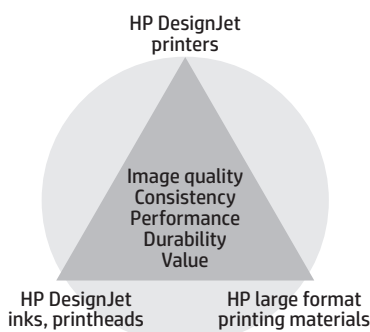 HP DesignJet
printers
Image quality
Consistency
Performance
Durability
Value
HP DesignJet
inks, printheads
HP large format
printing materials